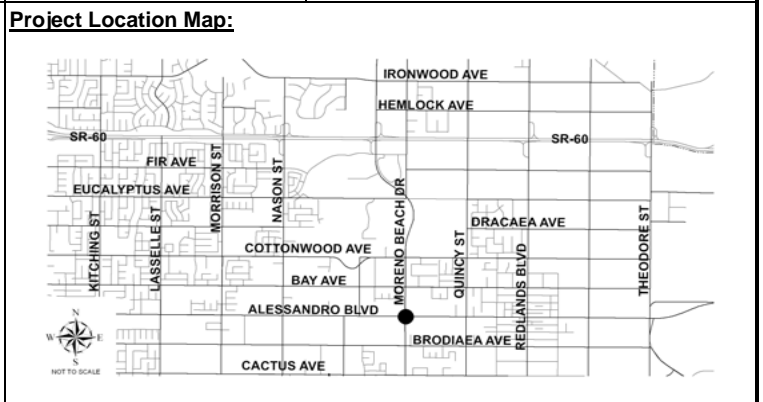 Project Location Map:
IRONWOOD AVE
HEMLOCK AVE
SR-60
SR-60
FIR AVE
EUCALYPTUS AVE
KITCHING ST
LASSELLE ST
MORRISON ST
NASON ST
MORENO BEACH DR
QUINCY ST
REDLANDS BLVD
THEODORE ST
DRACAEA AVE
COTTONWOOD AVE
BAY AVE
ALESSANDRO BLVD
BRODIAEA AVE
CACTUS AVE
N
W
E
S
NOT TO SCALE